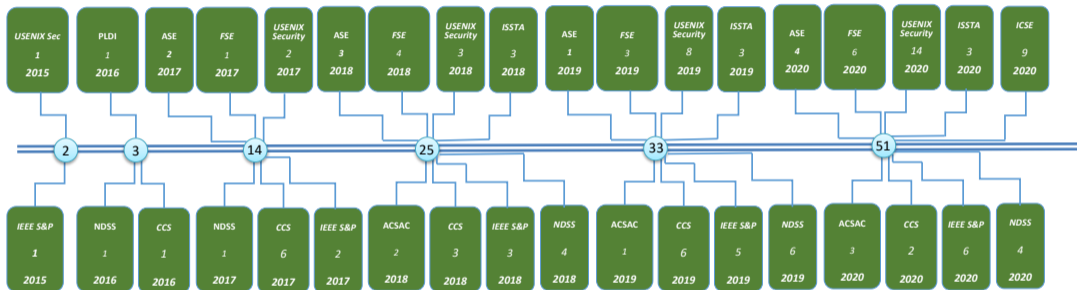 USENIX Sec
1
2015
PLDI
1
2016
ASE
2
2017
FSE
1
2017
USENIX
Security
2
2017
ASE
3
2018
FSE
4
2018
USENIX
Security
3
2018
ISSTA
3
2018
ASE
1
2019
FSE
3
2019
USENIX
Security
8
2019
ISSTA
3
2019
ASE
4
2020
FSE
6
2020
USENIX
Security
14
2020
ISSTA
3
2020
ICSE
9
2020
2
3
14
25
33
51
IEEE S&P
1
2015
NDSS
1
2016
CCS
1
2016
NDSS
1
2017
CCS
6
2017
IEEE S&P
2
2017
ACSAC
2
2018
CCS
3
2018
IEEE S&P
3
2018
NDSS
4
2018
ACSAC
1
2019
CCS
6
2019
IEEE S&P
5
2019
NDSS
6
2019
ACSAC
3
2020
CCS
2
2020
IEEE S&P
6
2020
NDSS
4
2020